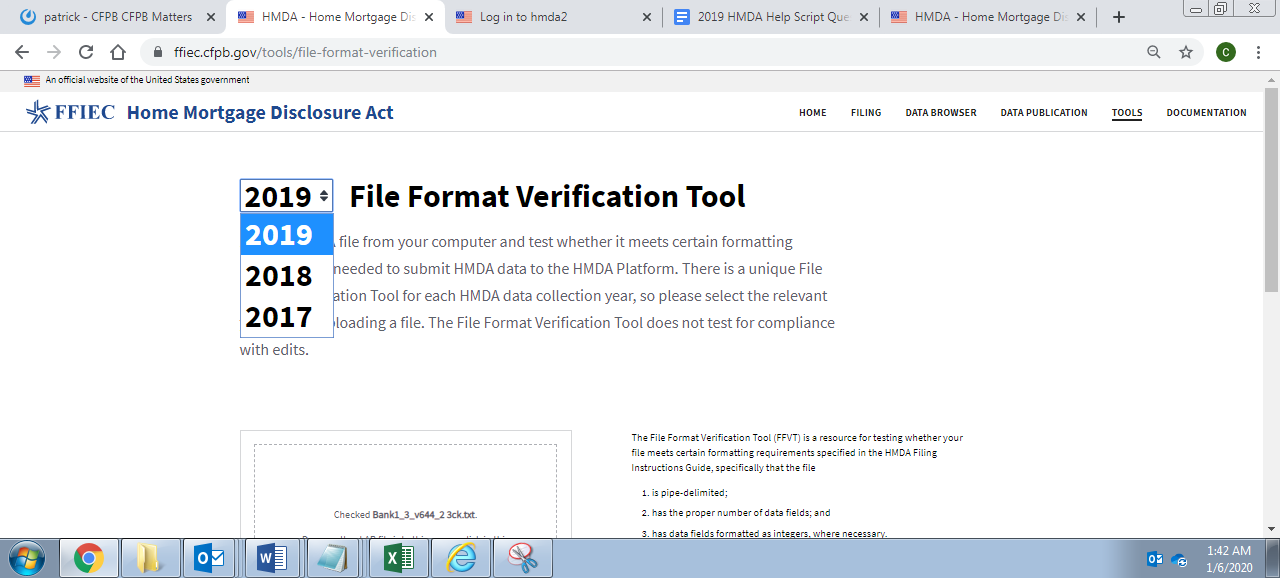 patrick - CFPB CFPB Matters
HMDA - Home Mortgage Dis
Log in to hmda2
2019 HMDA Help Script Que
HMDA - Home Mortgage Di
ffiec.cfpb.gov/tools/file-format-verification
C
An official website of the United States government
FFIEC Home Mortgage Disclosure Act
HOME FILING DATA BROWSER DATA PUBLICATION TOOLS DOCUMENTATION
2019 File Format Verification Tool
2019
2018
2017
file from your computer and test whether it meets certain formatting
needed to submit HMDA data to the HMDA Platform. There is a unique File
ation Tool for each HMDA data collection year, so please select the relevant
loading a file. The File Format Verification Tool does not test for compliance
with edits.
Checked Bank1_3_v644_2 3ck.txt.
The File Format Verification Tool (FFVT) is a resource for testing whether your
file meets certain formatting requirements specified in the HMDA Filing
Instructions Guide, specifically that the file
1. is pipe-delimited;
2. has the proper number of data fields; and
3. has data fields formatted as integers, where necessary.
1:42 AM
1/6/2020